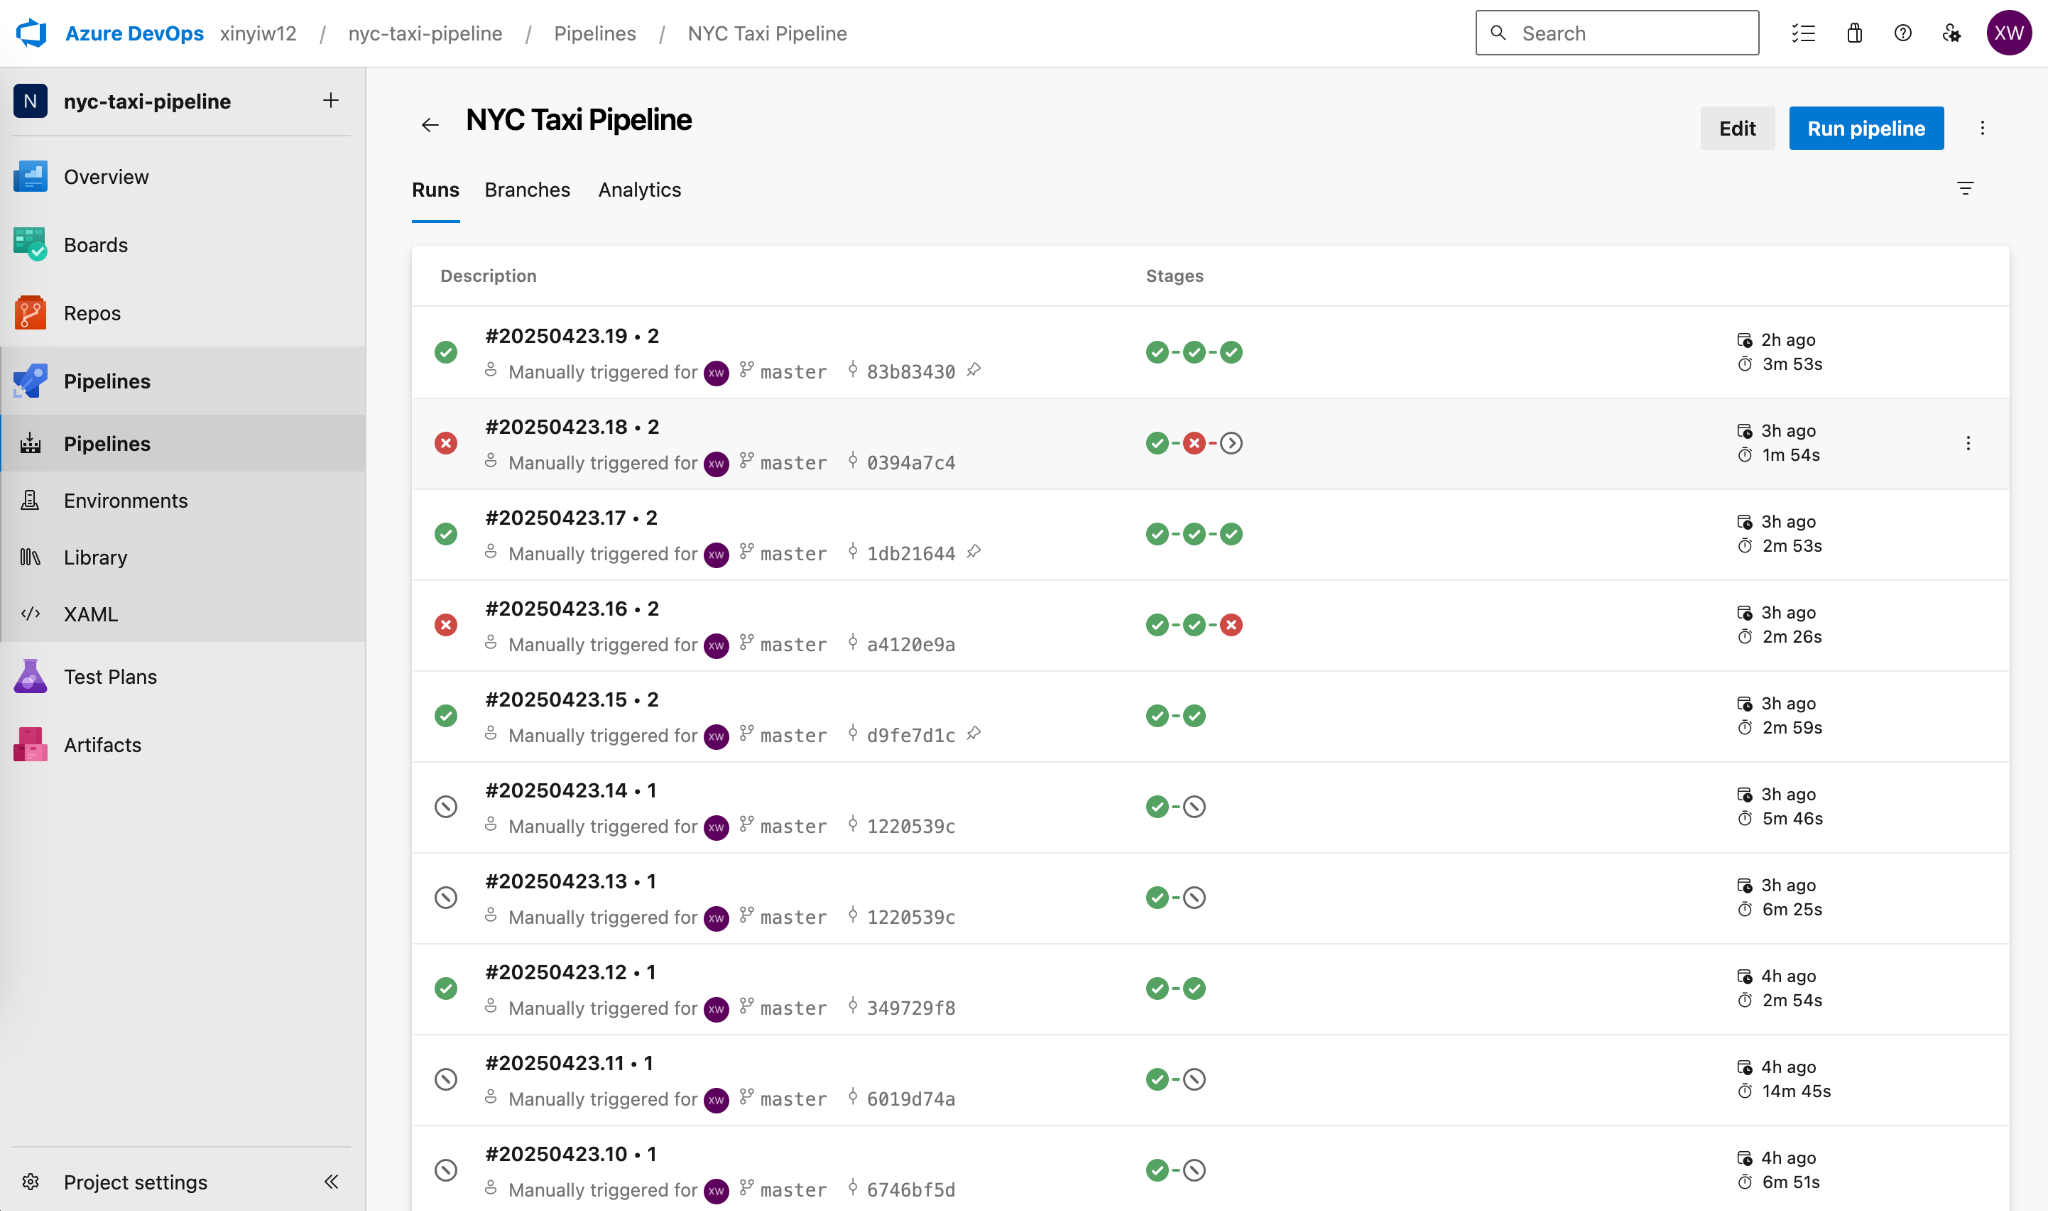 Azure DevOps xinyiw12 / nyc-taxi-pipeline / Pipelines / NYC Taxi Pipeline
Search
XW
N nyc-taxi-pipeline
Overview
Boards
Repos
Pipelines
Pipelines
Environments
Library
XAML
Test Plans
Artifacts
Project settings
NYC Taxi Pipeline
Edit
Run pipeline
Runs Branches Analytics
Description Stages
#20250423.19 • 2
Manually triggered for XW master 83b83430
2h ago
3m 53s
#20250423.18 • 2
Manually triggered for XW master 0394a7c4
3h ago
1m 54s
#20250423.17 • 2
Manually triggered for XW master 1db21644
3h ago
2m 53s
#20250423.16 • 2
Manually triggered for XW master a4120e9a
3h ago
2m 26s
#20250423.15 • 2
Manually triggered for XW master d9fe7d1c
3h ago
2m 59s
#20250423.14 • 1
Manually triggered for XW master 1220539c
3h ago
5m 46s
#20250423.13 • 1
Manually triggered for XW master 1220539c
3h ago
6m 25s
#20250423.12 • 1
Manually triggered for XW master 349729f8
4h ago
2m 54s
#20250423.11 • 1
Manually triggered for XW master 6019d74a
4h ago
14m 45s
#20250423.10 • 1
Manually triggered for XW master 6746bf5d
4h ago
6m 51s